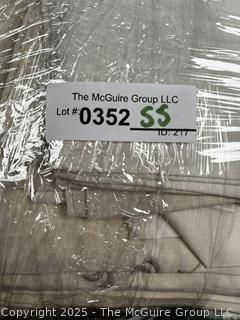 The McGuire Group LLC
Lot #: 0352 SS
ID: 217
Copyright 2025 - The McGuire Group LLC